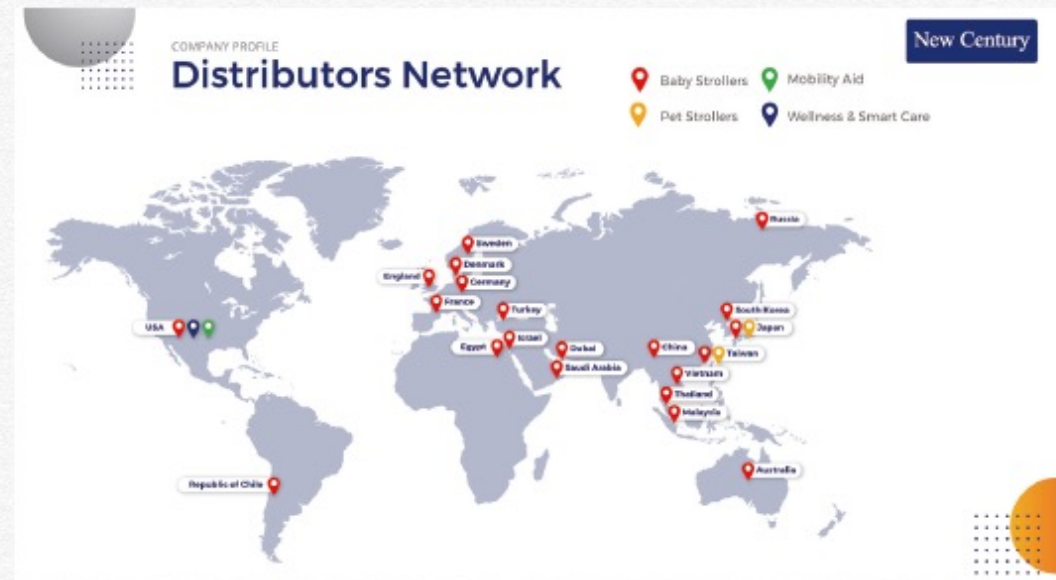 COMPANY PROFILE
Distributors Network
New Century
Baby Strollers
Mobility Aid
Pet Strollers
Wellness & Smart Care
Russia
Sweden
Denmark
England
Germany
France
Turkey
South Korea
USA
Japan
Israel
Egypt
Dubai
China
Taiwan
Saudi Arabia
Vietnam
Thailand
Malaysia
Australia
Republic of Chile